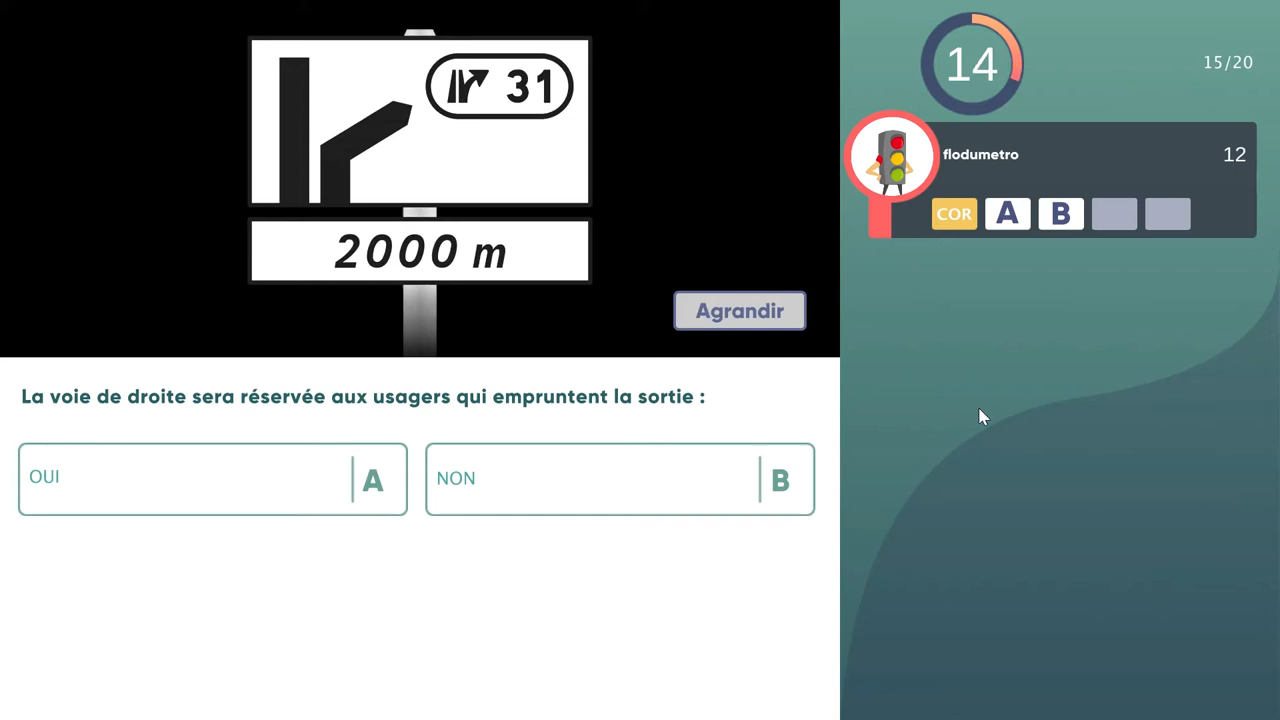 31
2000 m
Agrandir
La voie de droite sera réservée aux usagers qui empruntent la sortie :
OUI
A
NON
B
14
15/20
flodumetro
12
COR
A
B